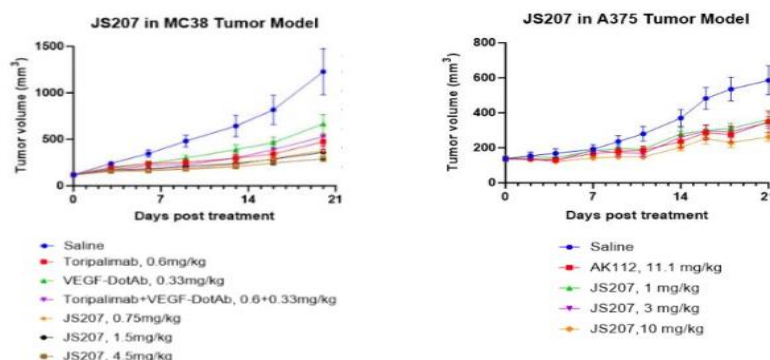 JS207 in MC38 Tumor Model
Tumor volume (mm³)
1500
1000
500
0
0
7
14
21
Days post treatment
Saline
Toripalimab, 0.6mg/kg
VEGF-DotAb, 0.33mg/kg
Toripalimab+VEGF-DotAb, 0.6+0.33mg/kg
JS207, 0.75mg/kg
JS207, 1.5mg/kg
JS207, 4.5mg/kg
JS207 in A375 Tumor Model
Tumor volume (mm³)
800
600
400
200
0
0
7
14
21
Days post treatment
Saline
AK112, 11.1 mg/kg
JS207, 1 mg/kg
JS207, 3 mg/kg
JS207,10 mg/kg